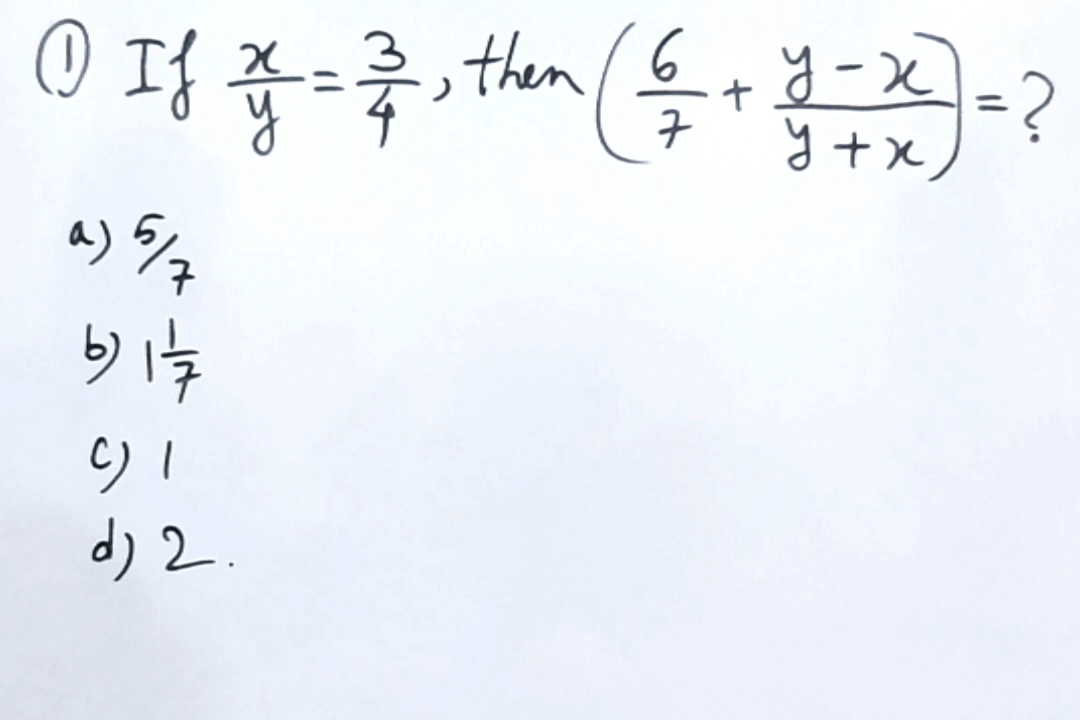 ① If x/y = 3/4, then (6/7 + y-x/y+x) = ?
a) 5/7
b) 1 1/7
c) 1
d) 2.